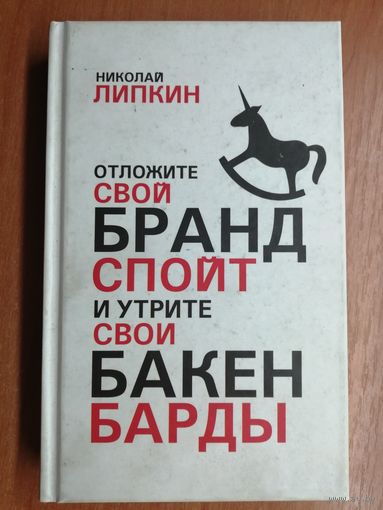 НИКОЛАЙ
ЛИПКИН
ОТЛОЖИТЕ
СВОЙ
БРАНД
СПОЙТ
И УТРИТЕ
СВОИ
БАКЕН
БАРДЫ